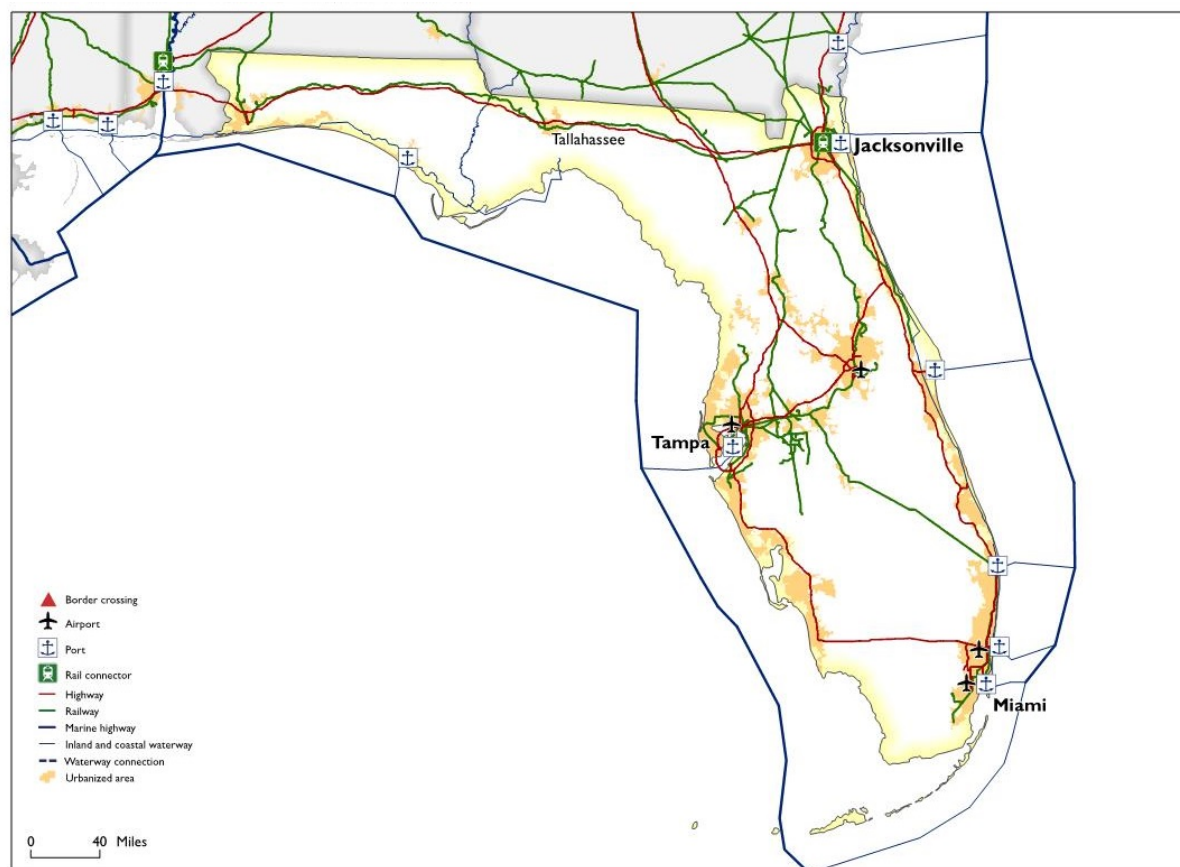 Tallahassee
Jacksonville
Tampa
Miami
Border crossing
Airport
Port
Rail connector
Highway
Railway
Marine highway
Inland and coastal waterway
Waterway connection
Urbanized area
0 40 Miles